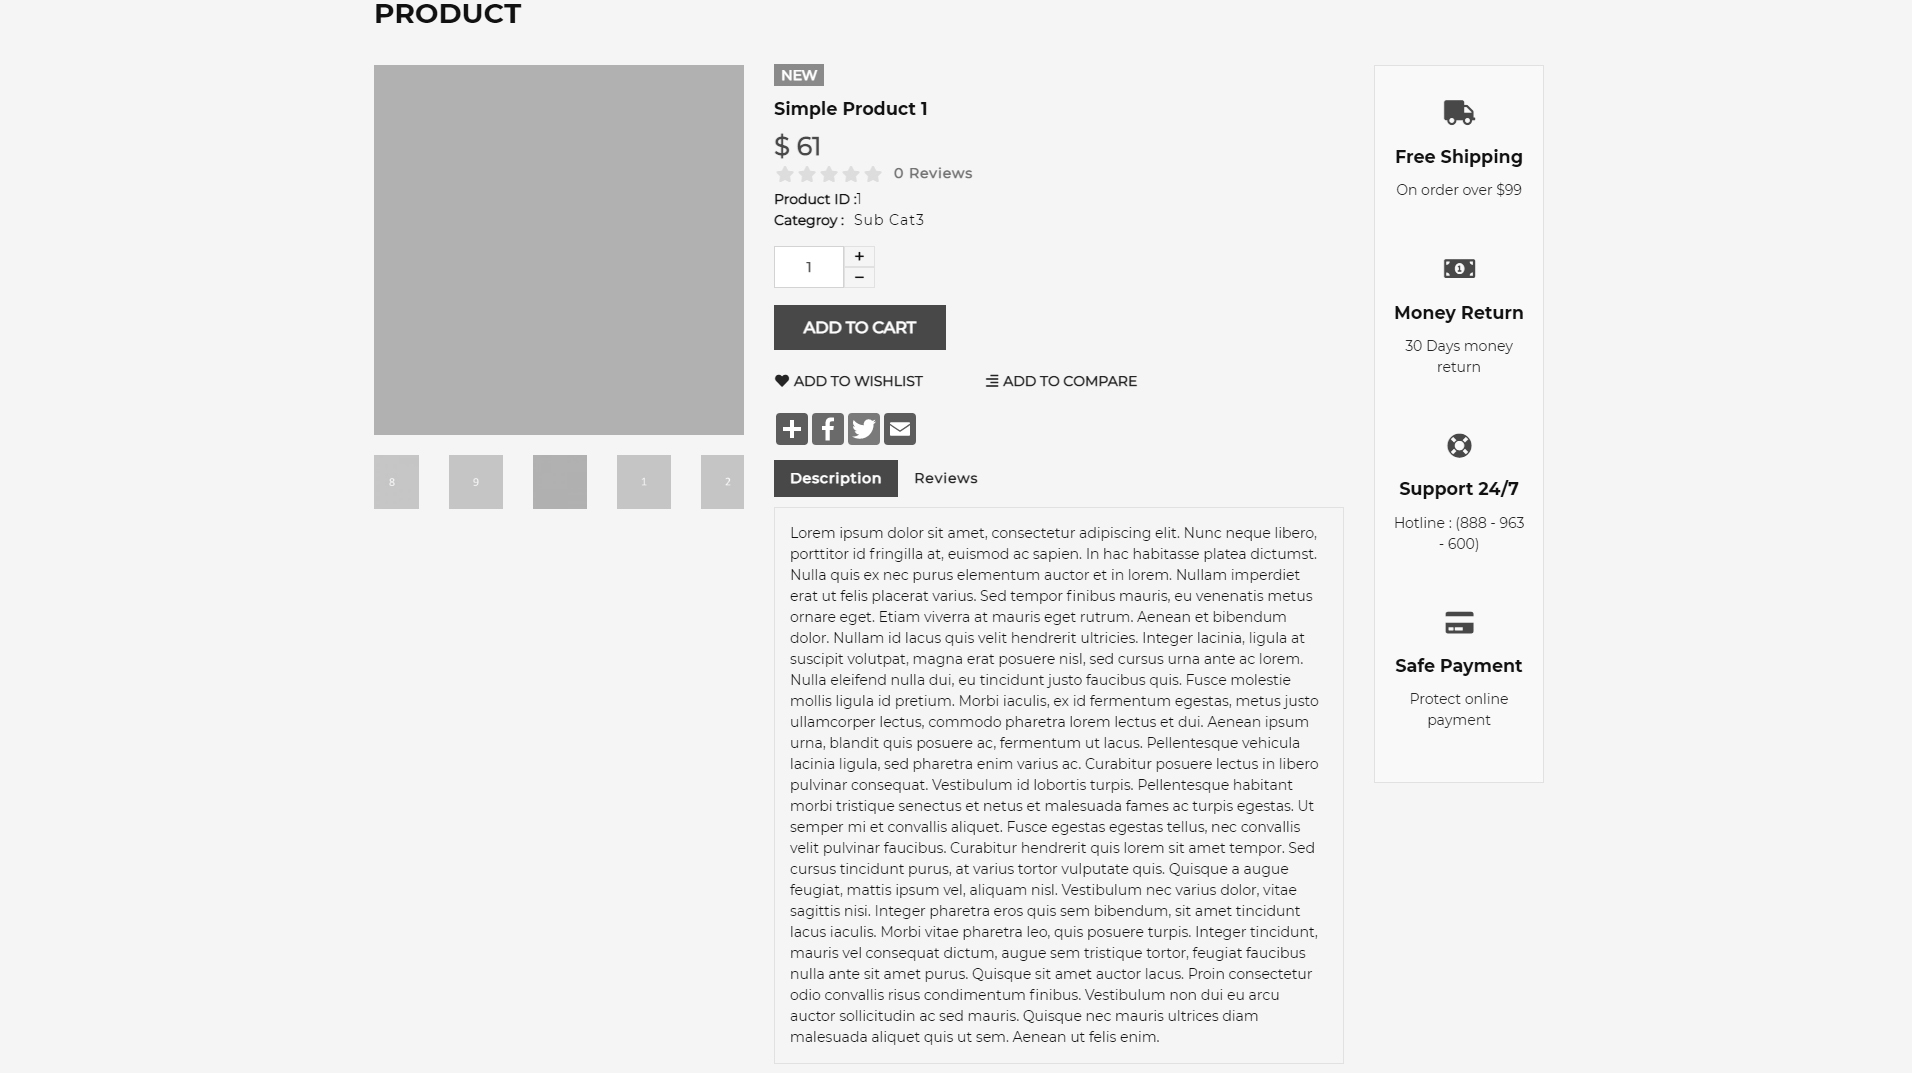 PRODUCT
NEW
Simple Product 1
$ 61
0 Reviews
Product ID :1
Categroy : Sub Cat3
1
+
−
ADD TO CART
ADD TO WISHLIST
ADD TO COMPARE
8
9
1
2
Description
Reviews
Lorem ipsum dolor sit amet, consectetur adipiscing elit. Nunc neque libero,
porttitor id fringilla at, euismod ac sapien. In hac habitasse platea dictumst.
Nulla quis ex nec purus elementum auctor et in lorem. Nullam imperdiet
erat ut felis placerat varius. Sed tempor finibus mauris, eu venenatis metus
ornare eget. Etiam viverra at mauris eget rutrum. Aenean et bibendum
dolor. Nullam id lacus quis velit hendrerit ultricies. Integer lacinia, ligula at
suscipit volutpat, magna erat posuere nisl, sed cursus urna ante ac lorem.
Nulla eleifend nulla dui, eu tincidunt justo faucibus quis. Fusce molestie
mollis ligula id pretium. Morbi iaculis, ex id fermentum egestas, metus justo
ullamcorper lectus, commodo pharetra lorem lectus et dui. Aenean ipsum
urna, blandit quis posuere ac, fermentum ut lacus. Pellentesque vehicula
lacinia ligula, sed pharetra enim varius ac. Curabitur posuere lectus in libero
pulvinar consequat. Vestibulum id lobortis turpis. Pellentesque habitant
morbi tristique senectus et netus et malesuada fames ac turpis egestas. Ut
semper mi et convallis aliquet. Fusce egestas egestas tellus, nec convallis
velit pulvinar faucibus. Curabitur hendrerit quis lorem sit amet tempor. Sed
cursus tincidunt purus, at varius tortor vulputate quis. Quisque a augue
feugiat, mattis ipsum vel, aliquam nisl. Vestibulum nec varius dolor, vitae
sagittis nisi. Integer pharetra eros quis sem bibendum, sit amet tincidunt
lacus iaculis. Morbi vitae pharetra leo, quis posuere turpis. Integer tincidunt,
mauris vel consequat dictum, augue sem tristique tortor, feugiat faucibus
nulla ante sit amet purus. Quisque sit amet auctor lacus. Proin consectetur
odio convallis risus condimentum finibus. Vestibulum non dui eu arcu
auctor sollicitudin ac sed mauris. Quisque nec mauris ultrices diam
malesuada aliquet quis ut sem. Aenean ut felis enim.
Free Shipping
On order over $99
1
Money Return
30 Days money
return
Support 24/7
Hotline : (888 - 963
- 600)
Safe Payment
Protect online
payment